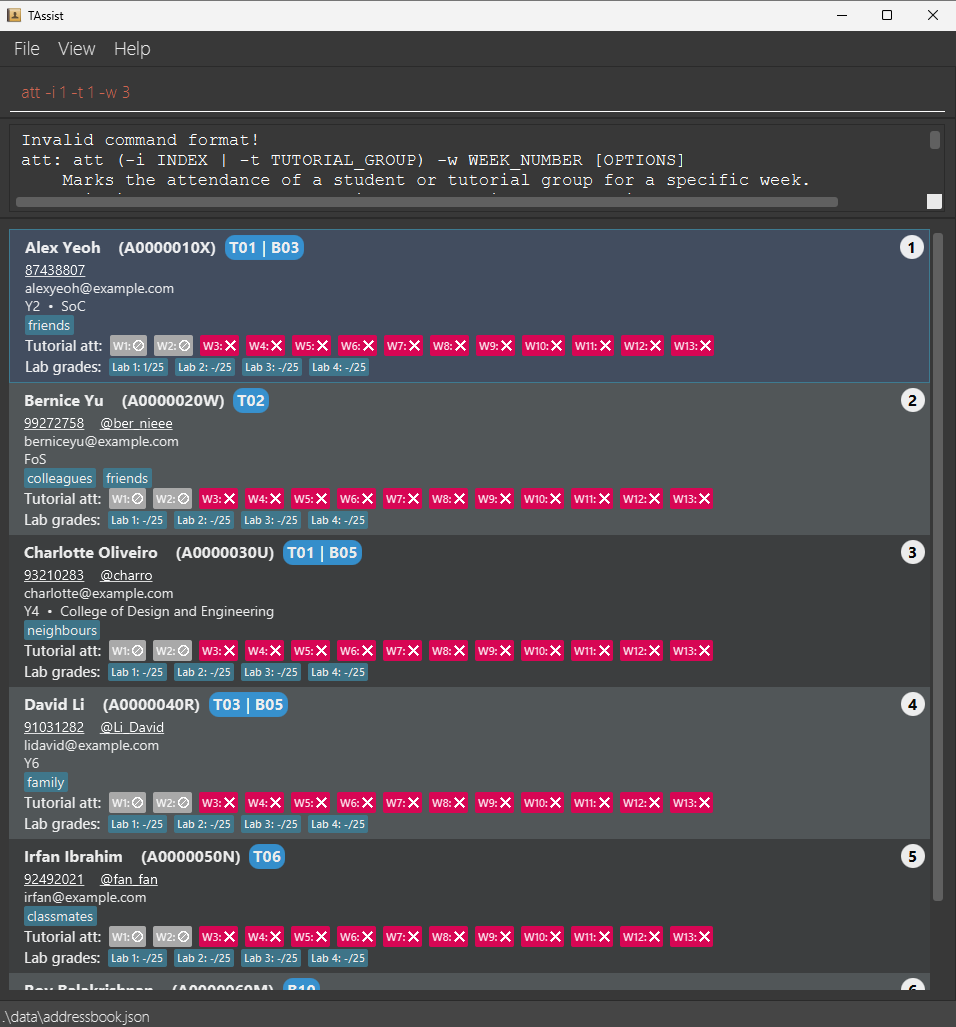 TAssist
File View Help
att -i 1 -t 1 -w 3
Invalid command format!
att: att (-i INDEX | -t TUTORIAL_GROUP) -w WEEK_NUMBER [OPTIONS]
Marks the attendance of a student or tutorial group for a specific week.
Alex Yeoh (A0000010X) T01 | B03 1
87438807
alexyeoh@example.com
Y2 • SoC
friends
Tutorial att: W1: W2: W3: W4: W5: W6: W7: W8: W9: W10: W11: W12: W13:
Lab grades: Lab 1: 1/25 Lab 2: -/25 Lab 3: -/25 Lab 4: -/25
Bernice Yu (A0000020W) T02 2
99272758 @ber_nieee
berniceyu@example.com
FoS
colleagues friends
Tutorial att: W1: W2: W3: W4: W5: W6: W7: W8: W9: W10: W11: W12: W13:
Lab grades: Lab 1: -/25 Lab 2: -/25 Lab 3: -/25 Lab 4: -/25
Charlotte Oliveiro (A0000030U) T01 | B05 3
93210283 @charro
charlotte@example.com
Y4 • College of Design and Engineering
neighbours
Tutorial att: W1: W2: W3: W4: W5: W6: W7: W8: W9: W10: W11: W12: W13:
Lab grades: Lab 1: -/25 Lab 2: -/25 Lab 3: -/25 Lab 4: -/25
David Li (A0000040R) T03 | B05 4
91031282 @Li_David
lidavid@example.com
Y6
family
Tutorial att: W1: W2: W3: W4: W5: W6: W7: W8: W9: W10: W11: W12: W13:
Lab grades: Lab 1: -/25 Lab 2: -/25 Lab 3: -/25 Lab 4: -/25
Irfan Ibrahim (A0000050N) T06 5
92492021 @fan_fan
irfan@example.com
classmates
Tutorial att: W1: W2: W3: W4: W5: W6: W7: W8: W9: W10: W11: W12: W13:
Lab grades: Lab 1: -/25 Lab 2: -/25 Lab 3: -/25 Lab 4: -/25
Roy Balakrishnan (A0000060M) B10 6
.\data\addressbook.json